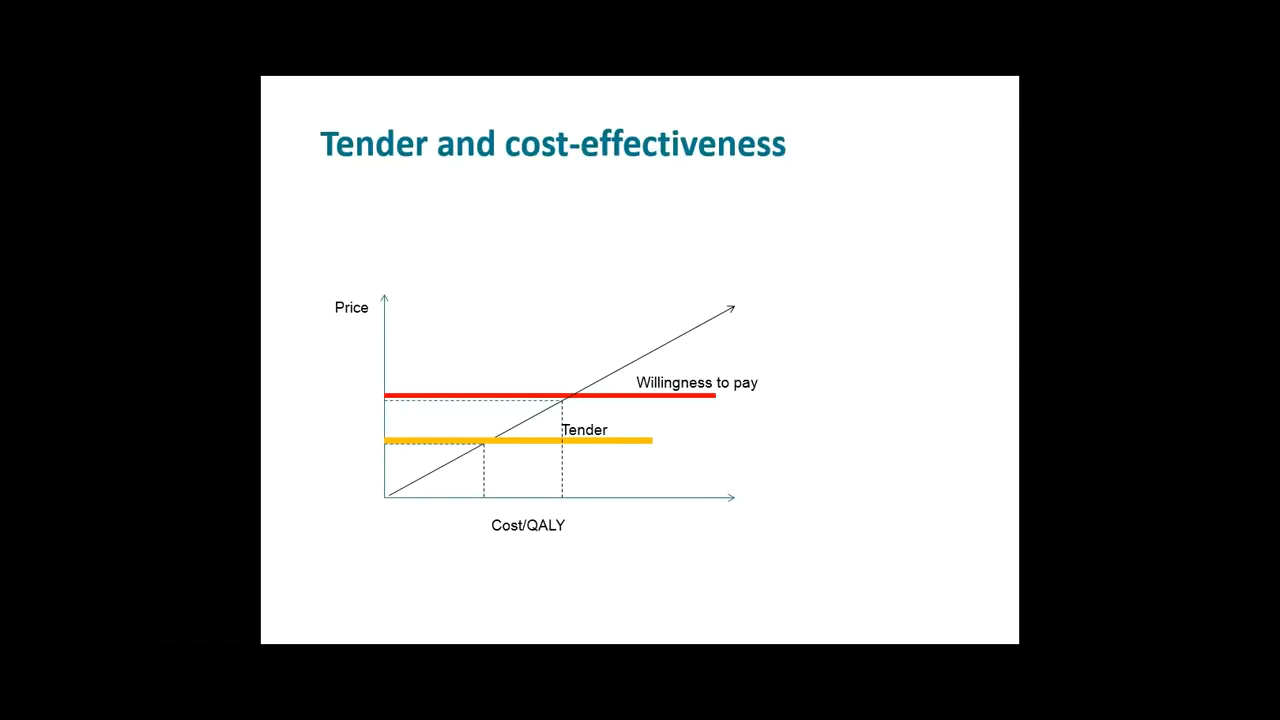 Tender and cost-effectiveness
Price
Willingness to pay
Tender
Cost/QALY